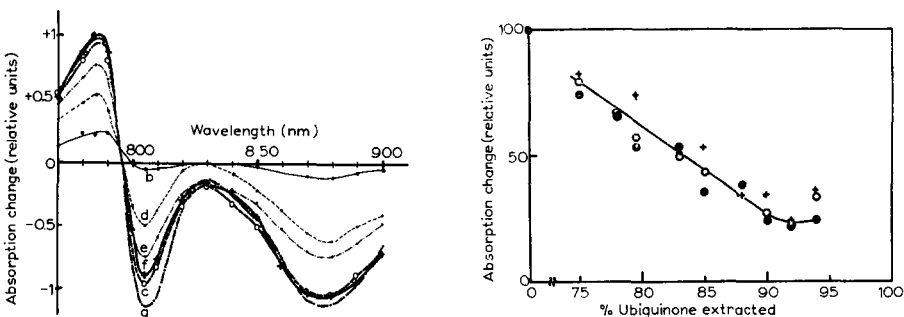 Absorption change (relative units)
+1
+0.5
0
-0.5
-1
Wavelength (nm)
800
850
900
b
d
e
f
c
a
Absorption change (relative units)
100
50
0
0
75
80
85
90
95
100
% Ubiquinone extracted